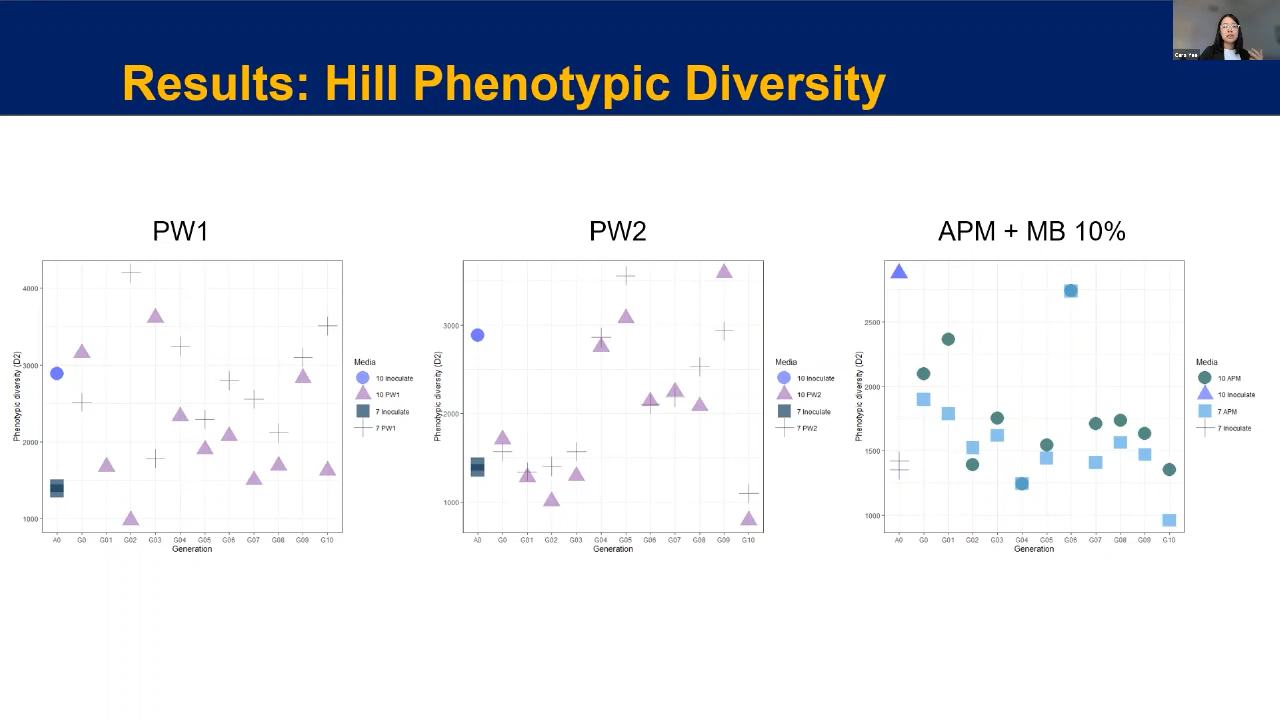 Cara Yee
Results: Hill Phenotypic Diversity
PW1
Phenotypic diversity (D2)
4000
3000
2000
1000
A0 G0 G01 G02 G03 G04 G05 G06 G07 G08 G09 G10
Generation
Media
10 Inoculate
10 PW1
7 Inoculate
7 PW1
PW2
Phenotypic diversity (D2)
3000
2000
1000
A0 G0 G01 G02 G03 G04 G05 G06 G07 G08 G09 G10
Generation
Media
10 Inoculate
10 PW2
7 Inoculate
7 PW2
APM + MB 10%
Phenotypic diversity (D2)
2500
2000
1500
1000
A0 G0 G01 G02 G03 G04 G05 G06 G07 G08 G09 G10
Generation
Media
10 APM
10 Inoculate
7 APM
7 Inoculate